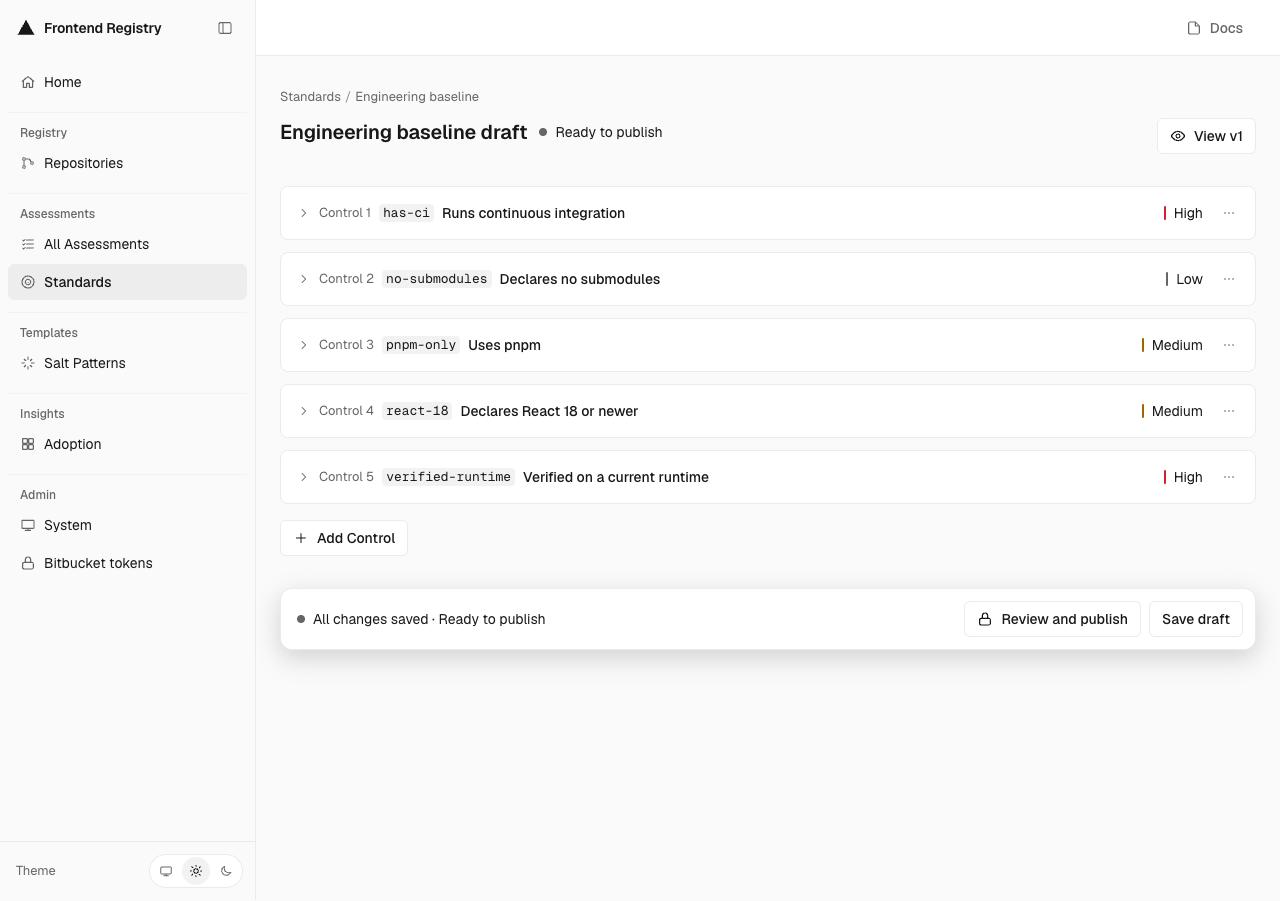 Frontend Registry
Docs
Home
Registry
Repositories
Assessments
All Assessments
Standards
Templates
Salt Patterns
Insights
Adoption
Admin
System
Bitbucket tokens
Theme
Standards / Engineering baseline
Engineering baseline draft Ready to publish
View v1
Control 1 has-ci Runs continuous integration High
Control 2 no-submodules Declares no submodules Low
Control 3 pnpm-only Uses pnpm Medium
Control 4 react-18 Declares React 18 or newer Medium
Control 5 verified-runtime Verified on a current runtime High
Add Control
All changes saved · Ready to publish Review and publish Save draft